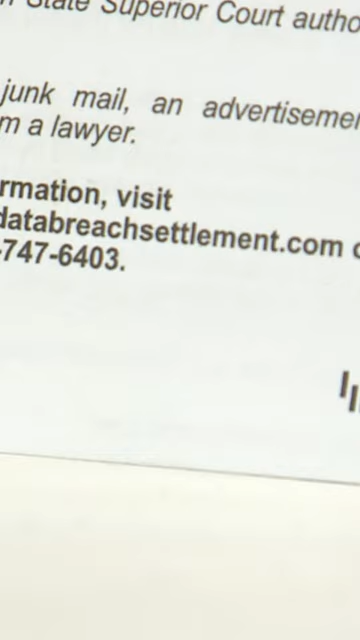 State Superior Court autho
junk mail, an advertisemen
m a lawyer.
rmation, visit
databreachsettlement.com o
-747-6403.